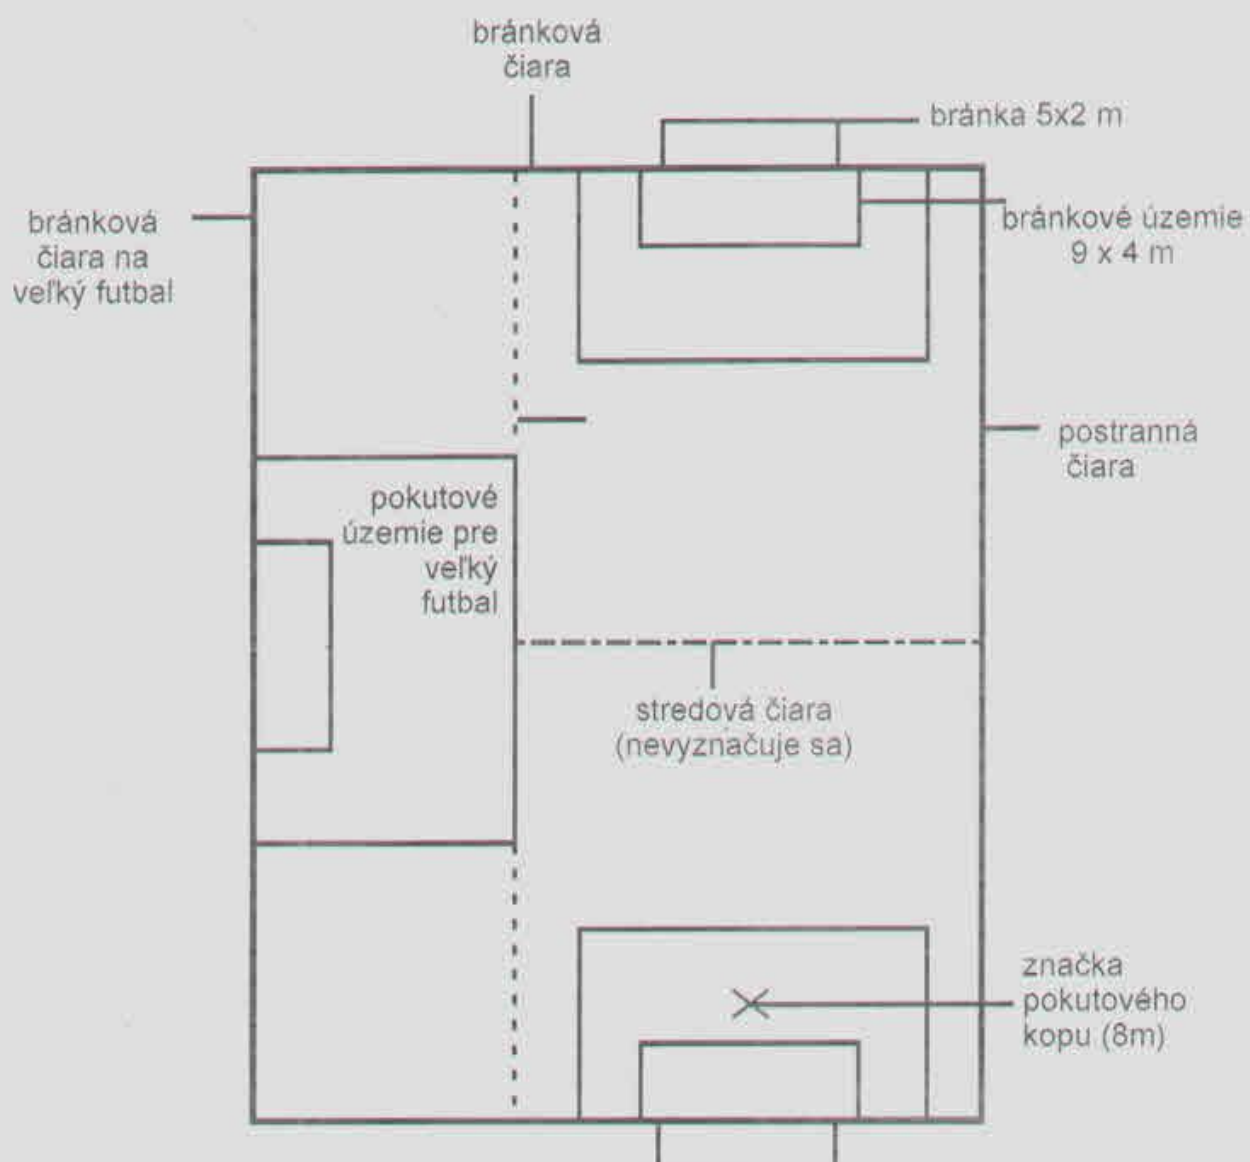 bránková
čiara
bránka 5x2 m
bránková
čiara na
veľký futbal
bránkové územie
9 x 4 m
postranná
čiara
pokutové
územie pre
veľký
futbal
stredová čiara
(nevyznačuje sa)
značka
pokutového
kopu (8m)